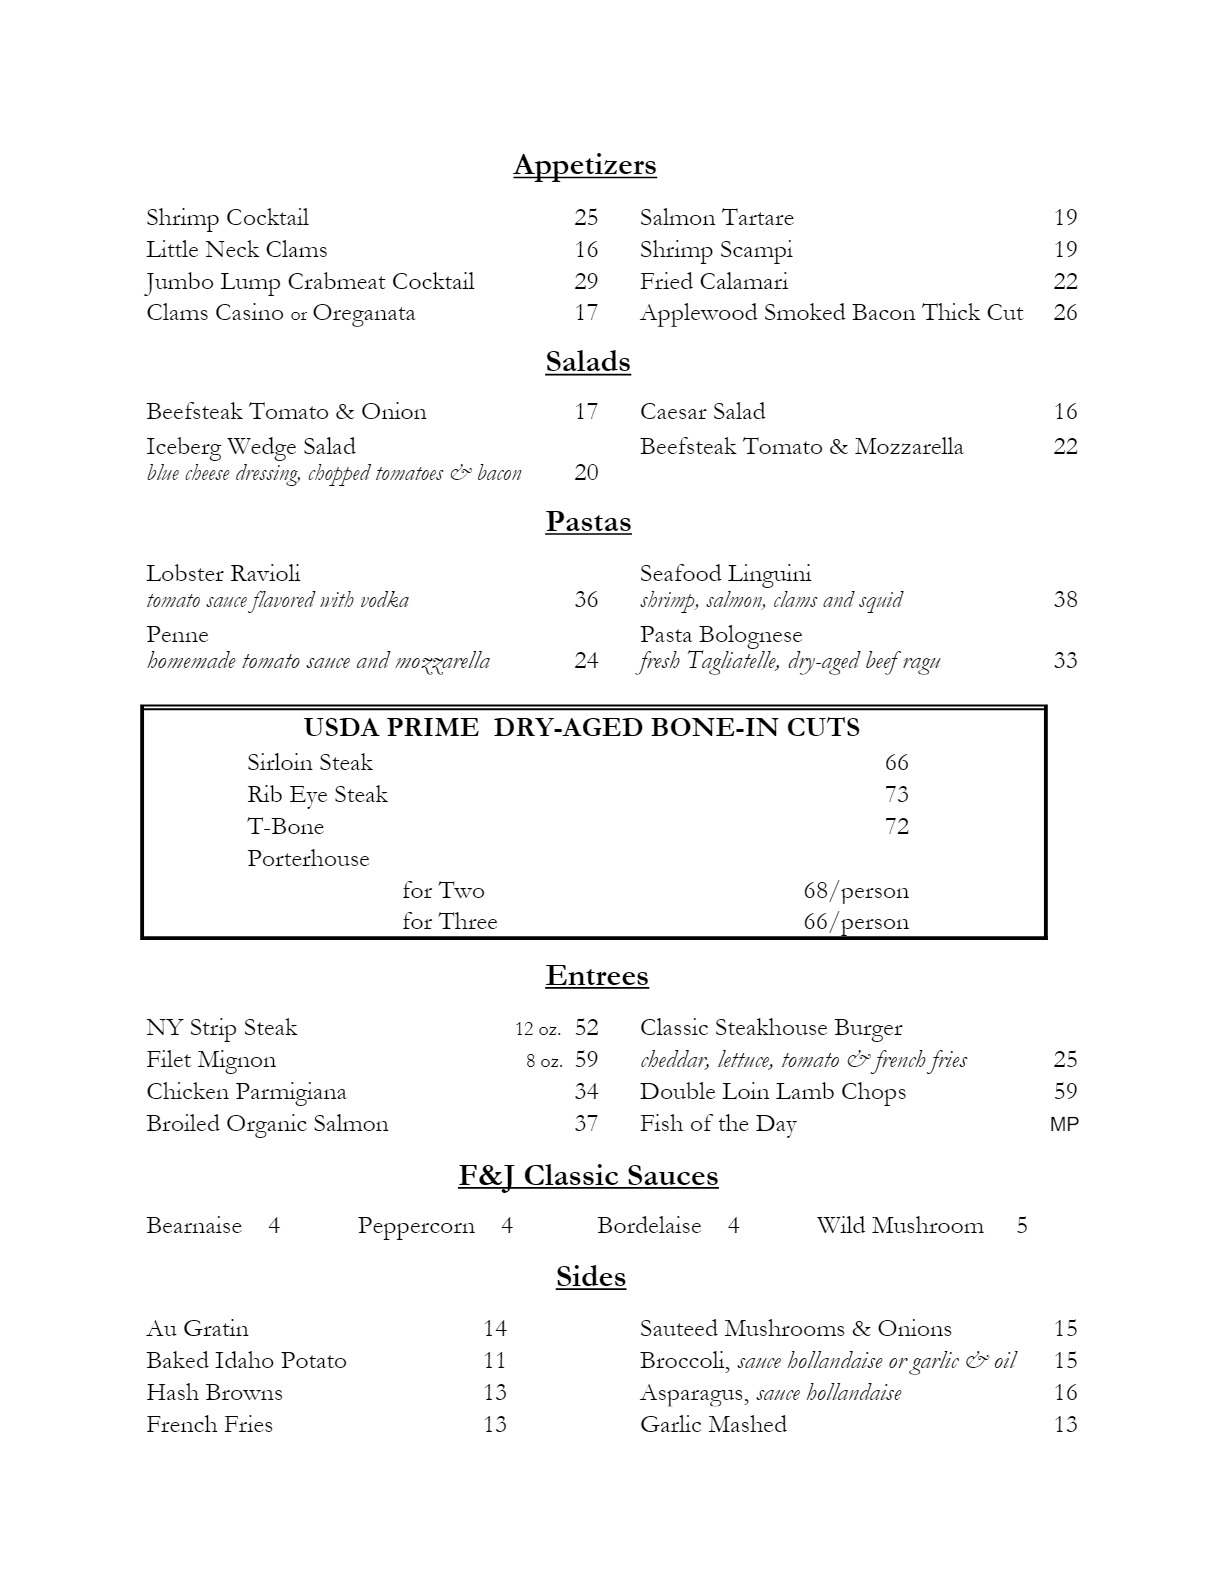 Appetizers
Shrimp Cocktail 25 Salmon Tartare 19
Little Neck Clams 16 Shrimp Scampi 19
Jumbo Lump Crabmeat Cocktail 29 Fried Calamari 22
Clams Casino or Oreganata 17 Applewood Smoked Bacon Thick Cut 26
Salads
Beefsteak Tomato & Onion 17 Caesar Salad 16
Iceberg Wedge Salad Beefsteak Tomato & Mozzarella 22
blue cheese dressing, chopped tomatoes & bacon 20
Pastas
Lobster Ravioli Seafood Linguini
tomato sauce flavored with vodka 36 shrimp, salmon, clams and squid 38
Penne Pasta Bolognese
homemade tomato sauce and mozzarella 24 fresh Tagliatelle, dry-aged beef ragu 33
USDA PRIME DRY-AGED BONE-IN CUTS
Sirloin Steak 66
Rib Eye Steak 73
T-Bone 72
Porterhouse
for Two 68/person
for Three 66/person
Entrees
NY Strip Steak 12 oz. 52 Classic Steakhouse Burger
Filet Mignon 8 oz. 59 cheddar, lettuce, tomato & french fries 25
Chicken Parmigiana 34 Double Loin Lamb Chops 59
Broiled Organic Salmon 37 Fish of the Day MP
F&J Classic Sauces
Bearnaise 4 Peppercorn 4 Bordelaise 4 Wild Mushroom 5
Sides
Au Gratin 14 Sauteed Mushrooms & Onions 15
Baked Idaho Potato 11 Broccoli, sauce hollandaise or garlic & oil 15
Hash Browns 13 Asparagus, sauce hollandaise 16
French Fries 13 Garlic Mashed 13